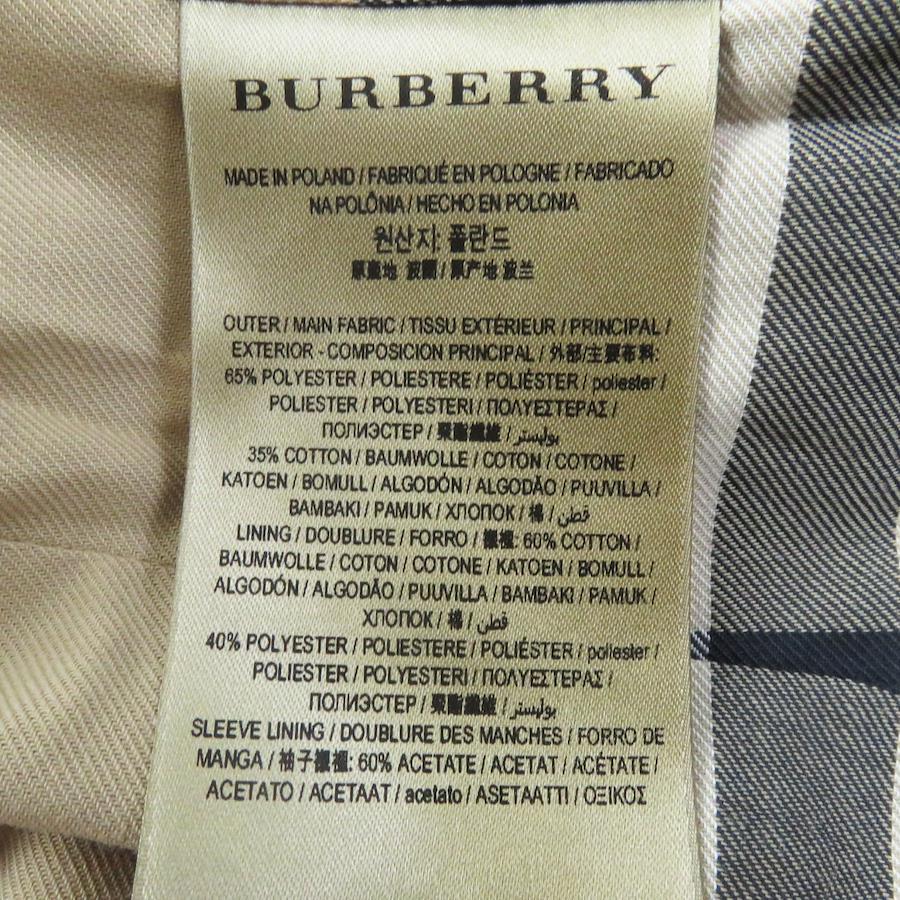 BURBERRY
MADE IN POLAND / FABRIQUÉ EN POLOGNE / FABRICADO
NA POLÔNIA / HECHO EN POLONIA
원산지: 폴란드
原產地 波蘭 / 原产地 波兰
OUTER / MAIN FABRIC / TISSU EXTÉRIEUR / PRINCIPAL /
EXTERIOR - COMPOSICION PRINCIPAL / 外部/主要布料:
65% POLYESTER / POLIESTERE / POLIÉSTER / poliester /
POLIESTER / POLYESTERI / ΠΟΛΥΕΣΤΕΡΑΣ /
ПОЛИЭСТЕР / 聚酯纖維 / بوليستر
35% COTTON / BAUMWOLLE / COTON / COTONE /
KATOEN / BOMULL / ALGODÓN / ALGODÃO / PUUVILLA /
BAMBAKI / PAMUK / ХЛОПОК / 棉 / قطن
LINING / DOUBLURE / FORRO / 襯裡: 60% COTTON /
BAUMWOLLE / COTON / COTONE / KATOEN / BOMULL /
ALGODÓN / ALGODÃO / PUUVILLA / BAMBAKI / PAMUK /
ХЛОПОК / 棉 / قطن
40% POLYESTER / POLIESTERE / POLIÉSTER / poliester /
POLIESTER / POLYESTERI / ΠΟΛΥΕΣΤΕΡΑΣ /
ПОЛИЭСТЕР / 聚酯纖維 / بوليستر
SLEEVE LINING / DOUBLURE DES MANCHES / FORRO DE
MANGA / 袖子襯裡: 60% ACETATE / ACETAT / ACÉTATE /
ACETATO / ACETAAT / acetato / ASETAATTI / ΟΞΙΚΟΣ